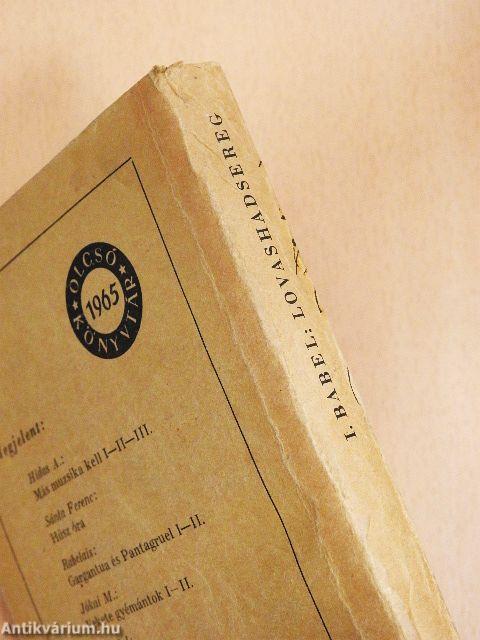 I. BABEL: LOVASHADSEREG
OLCSÓ
1965
KÖNYVTÁR
Megjelent:
Hidas A.:
Más muzsika kell I—II—III.
Sánta Ferenc:
Húsz óra
Rabelais:
Gargantua és Pantagruel I—II.
Jókai M.:
gyémántok I—II.
Antikvárium.hu